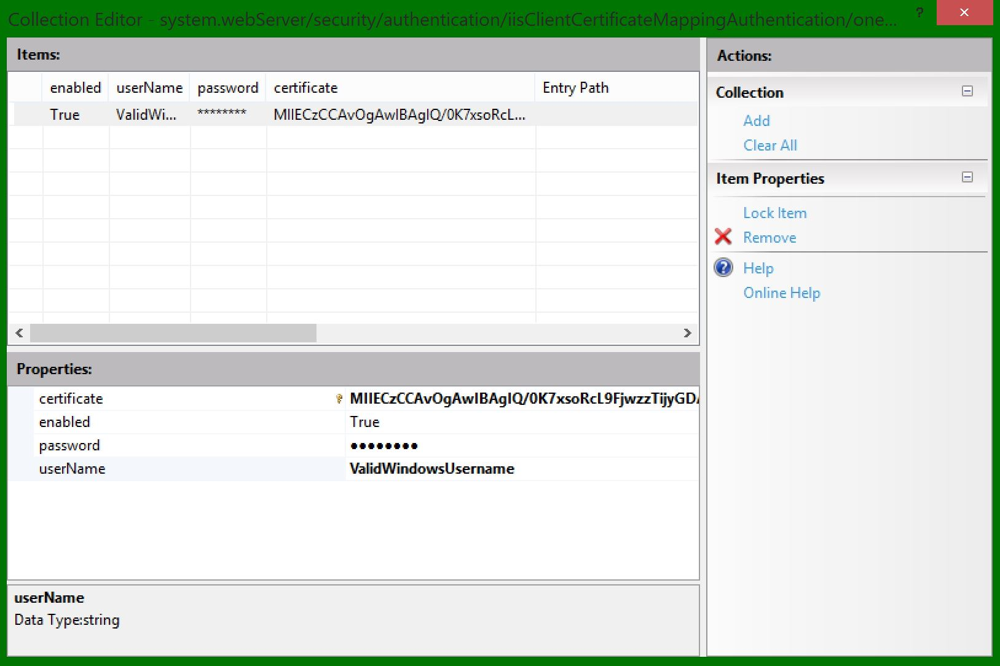 Collection Editor - system.webServer/security/authentication/iisClientCertificateMappingAuthentication/one...
?
Items:
enabled userName password certificate Entry Path
True ValidWi... ******** MIIECzCCAvOgAwIBAgIQ/0K7xsoRcL...
Properties:
certificate MIIECzCCAvOgAwIBAgIQ/0K7xsoRcL9FjwzzTijyGDA
enabled True
password ●●●●●●●●
userName ValidWindowsUsername
userName
Data Type:string
Actions:
Collection
Add
Clear All
Item Properties
Lock Item
Remove
Help
Online Help